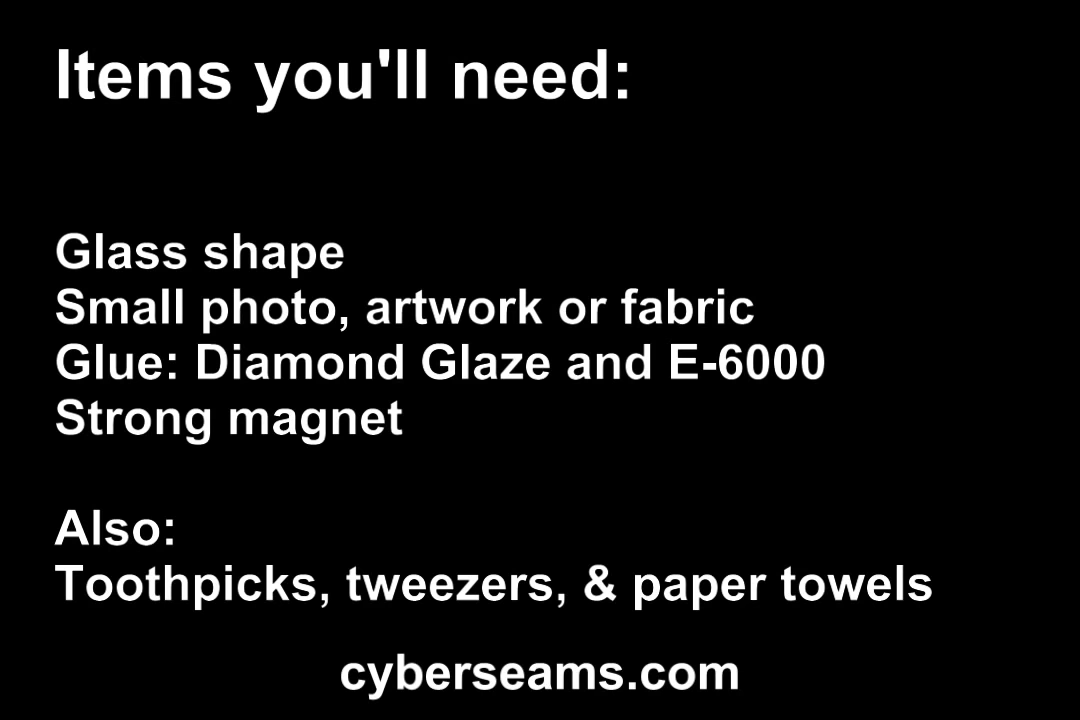 Items you'll need:
Glass shape
Small photo, artwork or fabric
Glue: Diamond Glaze and E-6000
Strong magnet
Also:
Toothpicks, tweezers, & paper towels
cyberseams.com